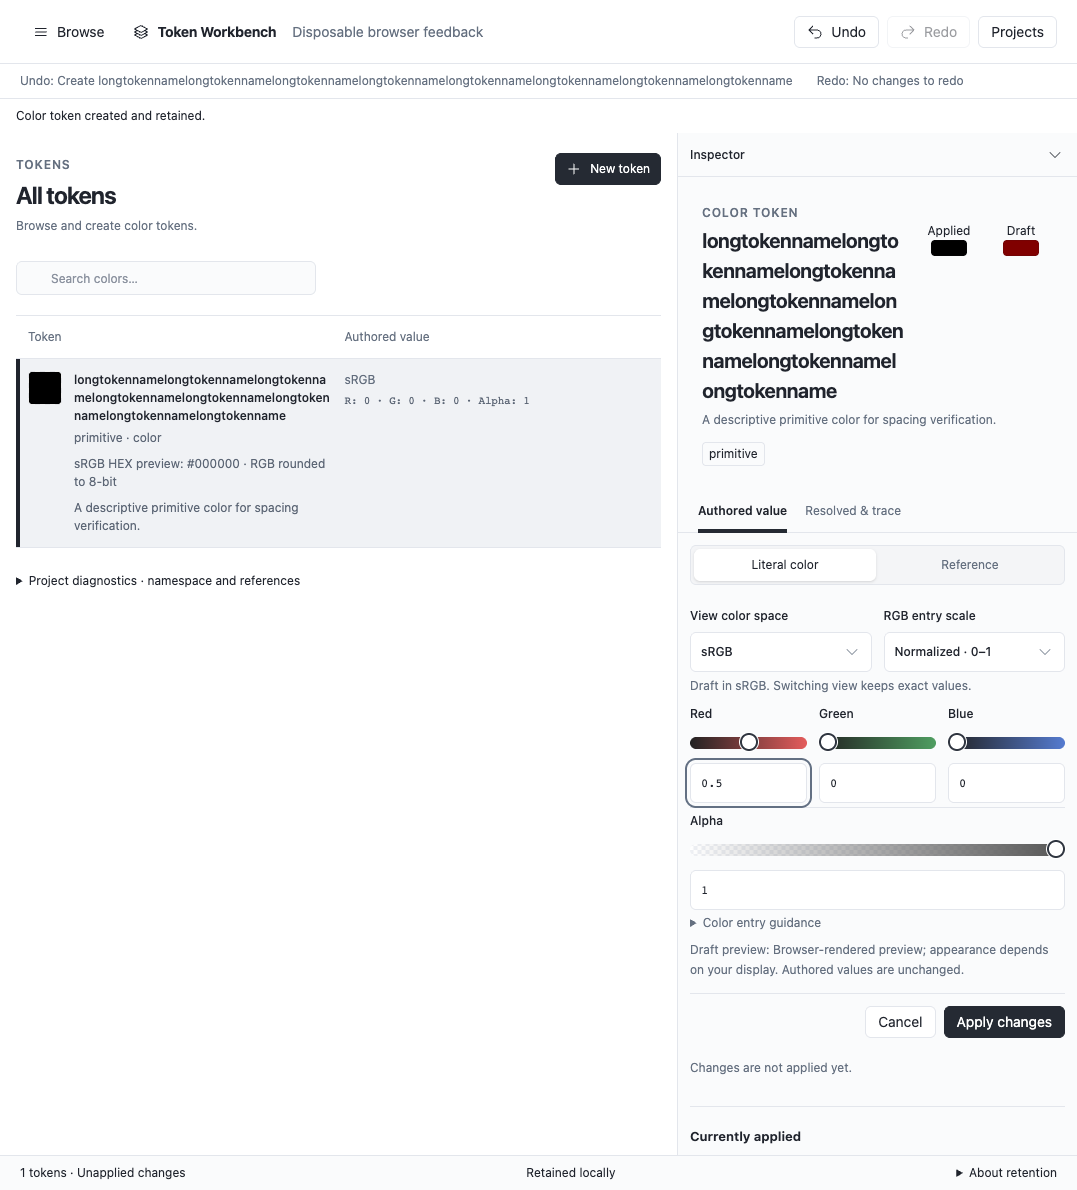 Browse
Token Workbench
Disposable browser feedback
Undo
Redo
Projects
Undo: Create longtokennamelongtokennamelongtokennamelongtokennamelongtokennamelongtokennamelongtokennamelongtokenname
Redo: No changes to redo
Color token created and retained.
TOKENS
All tokens
Browse and create color tokens.
New token
Search colors...
Token
Authored value
longtokennamelongtokennamelongtokenna
melongtokennamelongtokennamelongtoken
namelongtokennamelongtokenname
primitive · color
sRGB HEX preview: #000000 · RGB rounded
to 8-bit
A descriptive primitive color for spacing
verification.
sRGB
R: 0 · G: 0 · B: 0 · Alpha: 1
Project diagnostics · namespace and references
Inspector
COLOR TOKEN
longtokennamelongto
kennamelongtokenna
melongtokennamelon
gtokennamelongtoken
namelongtokennamel
ongtokenname
Applied
Draft
A descriptive primitive color for spacing verification.
primitive
Authored value
Resolved & trace
Literal color
Reference
View color space
RGB entry scale
sRGB
Normalized · 0–1
Draft in sRGB. Switching view keeps exact values.
Red
Green
Blue
0.5
0
0
Alpha
1
Color entry guidance
Draft preview: Browser-rendered preview; appearance depends
on your display. Authored values are unchanged.
Cancel
Apply changes
Changes are not applied yet.
Currently applied
1 tokens · Unapplied changes
Retained locally
About retention